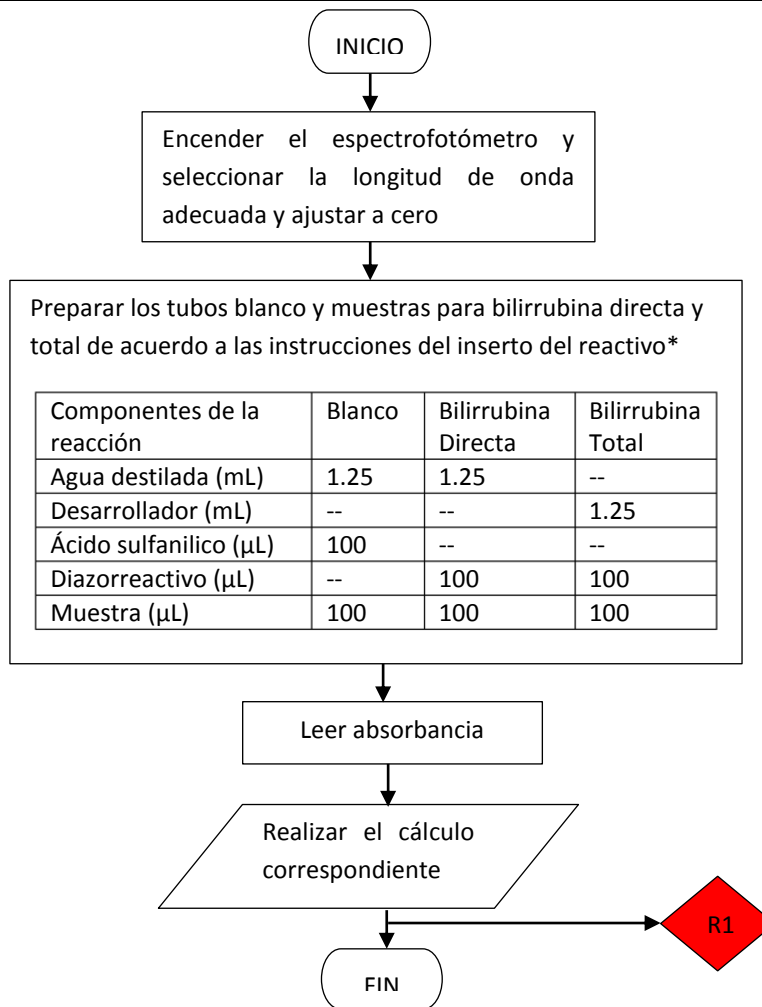 INICIO
Encender el espectrofotómetro y
seleccionar la longitud de onda
adecuada y ajustar a cero
Preparar los tubos blanco y muestras para bilirrubina directa y
total de acuerdo a las instrucciones del inserto del reactivo*
Componentes de la reacción Blanco Bilirrubina Directa Bilirrubina Total
Agua destilada (mL) 1.25 1.25 --
Desarrollador (mL) -- -- 1.25
Ácido sulfanilico (µL) 100 -- --
Diazorreactivo (µL) -- 100 100
Muestra (µL) 100 100 100
Leer absorbancia
Realizar el cálculo
correspondiente
R1
FIN